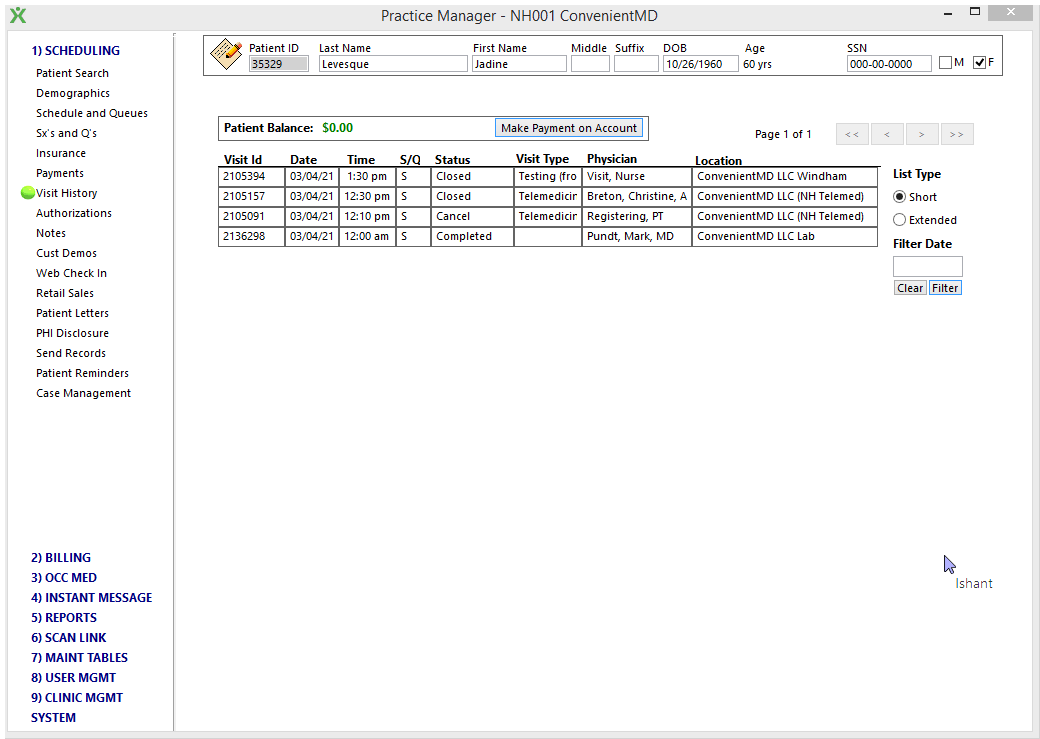 Practice Manager - NH001 ConvenientMD
1) SCHEDULING
Patient Search
Demographics
Schedule and Queues
Sx's and Q's
Insurance
Payments
Visit History
Authorizations
Notes
Cust Demos
Web Check In
Retail Sales
Patient Letters
PHI Disclosure
Send Records
Patient Reminders
Case Management
2) BILLING
3) OCC MED
4) INSTANT MESSAGE
5) REPORTS
6) SCAN LINK
7) MAINT TABLES
8) USER MGMT
9) CLINIC MGMT
SYSTEM
Patient ID Last Name First Name Middle Suffix DOB Age SSN
35329 Levesque Jadine 10/26/1960 60 yrs 000-00-0000 M F
Patient Balance: $0.00 Make Payment on Account
Page 1 of 1 << < > >>
Visit Id Date Time S/Q Status Visit Type Physician Location
2105394 03/04/21 1:30 pm S Closed Testing (fro Visit, Nurse ConvenientMD LLC Windham
2105157 03/04/21 12:30 pm S Closed Telemedicin Breton, Christine, A ConvenientMD LLC (NH Telemed)
2105091 03/04/21 12:10 pm S Cancel Telemedicin Registering, PT ConvenientMD LLC (NH Telemed)
2136298 03/04/21 12:00 am S Completed Pundt, Mark, MD ConvenientMD LLC Lab
List Type
Short
Extended
Filter Date
Clear Filter
Ishant